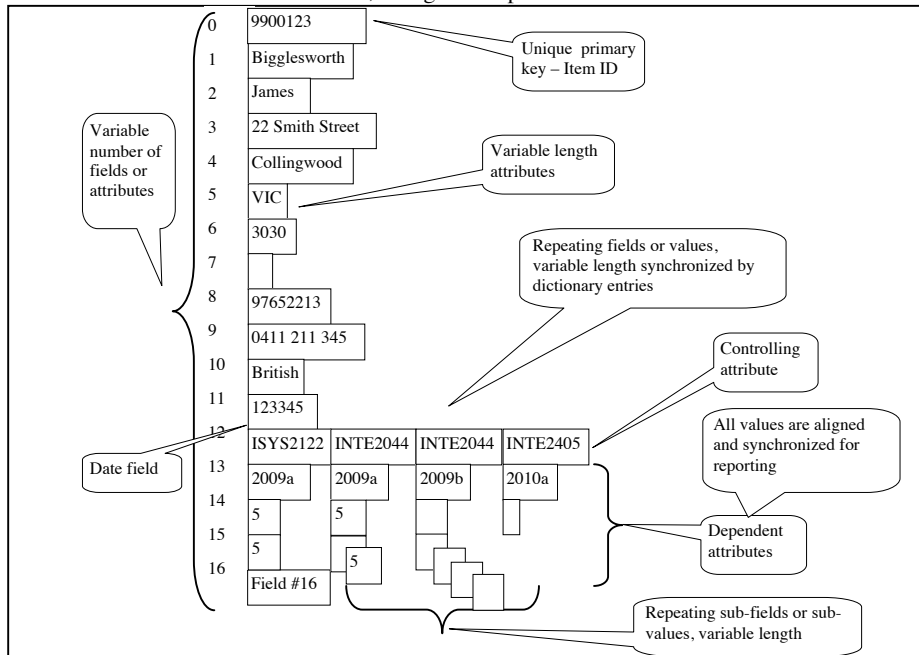 0 9900123
Unique primary
key – Item ID
1 Bigglesworth
2 James
3 22 Smith Street
Variable
number of
fields or
attributes
4 Collingwood
Variable length
attributes
5 VIC
6 3030
7
Repeating fields or values,
variable length synchronized by
dictionary entries
8 97652213
9 0411 211 345
Controlling
attribute
10 British
11 123345
12 ISYS2122 INTE2044 INTE2044 INTE2405
All values are aligned
and synchronized for
reporting
Date field
13 2009a 2009a 2009b 2010a
14 5 5
Dependent
attributes
15 5 5
16 Field #16
Repeating sub-fields or sub-
values, variable length